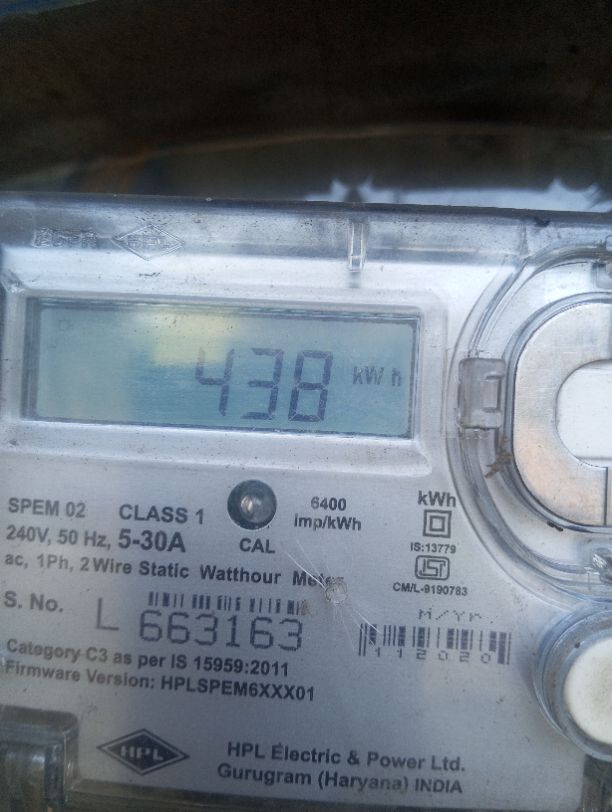 HPL
438 kWh
SPEM 02 CLASS 1
6400
imp/kWh
kWh
240V, 50 Hz, 5-30A
CAL
IS:13779
ac, 1Ph, 2Wire Static Watthour Meter
ISI
CM/L-9190783
S. No. L 663163
M/Yr
112020
Category C3 as per IS 15959:2011
Firmware Version: HPLSPEM6XXX01
HPL
HPL Electric & Power Ltd.
Gurugram (Haryana) INDIA